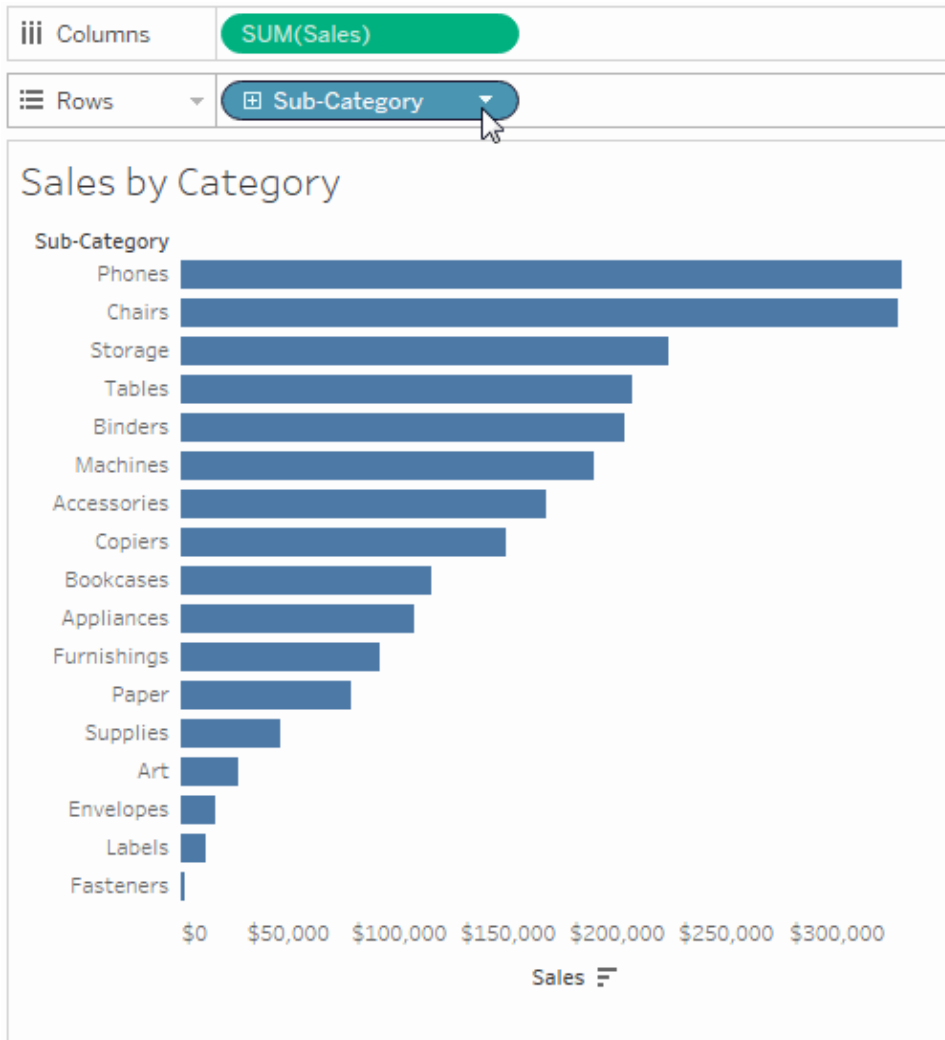 Columns SUM(Sales)
Rows Sub-Category
Sales by Category
Sub-Category
Phones
Chairs
Storage
Tables
Binders
Machines
Accessories
Copiers
Bookcases
Appliances
Furnishings
Paper
Supplies
Art
Envelopes
Labels
Fasteners
$0 $50,000 $100,000 $150,000 $200,000 $250,000 $300,000
Sales